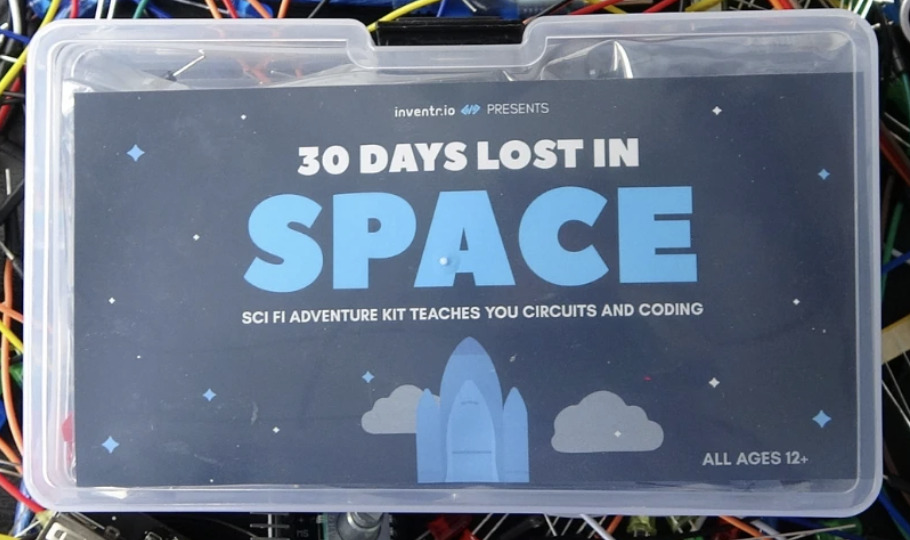 inventr.io PRESENTS
30 DAYS LOST IN
SPACE
SCI FI ADVENTURE KIT TEACHES YOU CIRCUITS AND CODING
ALL AGES 12+